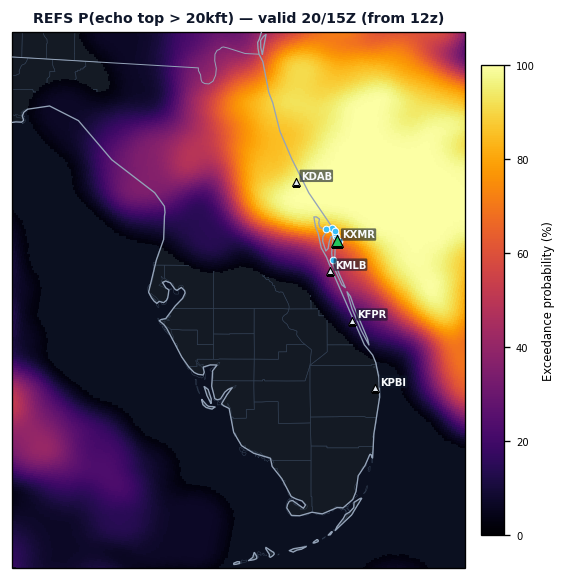 REFS P(echo top > 20kft) — valid 20/15Z (from 12z)
KDAB
KXMR
KMLB
KFPR
KPBI
100
80
60
40
20
0
Exceedance probability (%)